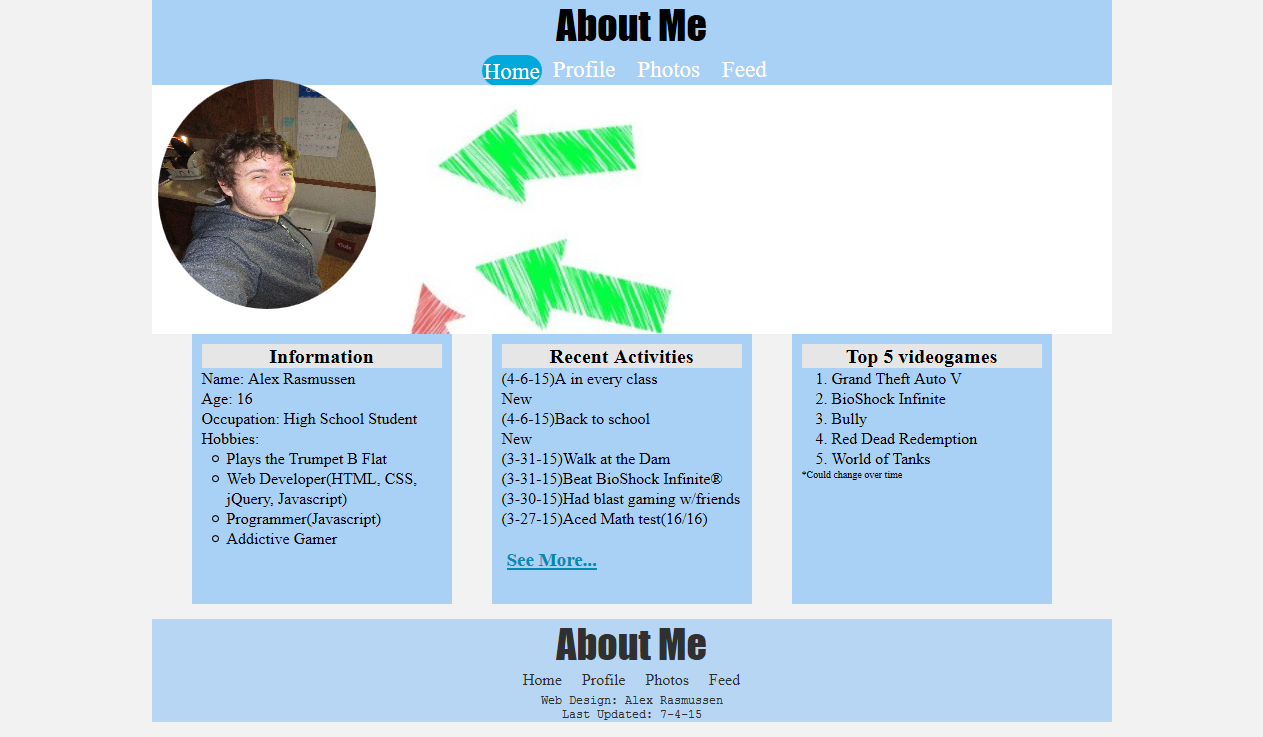 About Me
Home Profile Photos Feed
Information
Name: Alex Rasmussen
Age: 16
Occupation: High School Student
Hobbies:
Plays the Trumpet B Flat
Web Developer(HTML, CSS,
jQuery, Javascript)
Programmer(Javascript)
Addictive Gamer
Recent Activities
(4-6-15)A in every class
New
(4-6-15)Back to school
New
(3-31-15)Walk at the Dam
(3-31-15)Beat BioShock Infinite®
(3-30-15)Had blast gaming w/friends
(3-27-15)Aced Math test(16/16)
See More...
Top 5 videogames
1. Grand Theft Auto V
2. BioShock Infinite
3. Bully
4. Red Dead Redemption
5. World of Tanks
*Could change over time
About Me
Home Profile Photos Feed
Web Design: Alex Rasmussen
Last Updated: 7-4-15